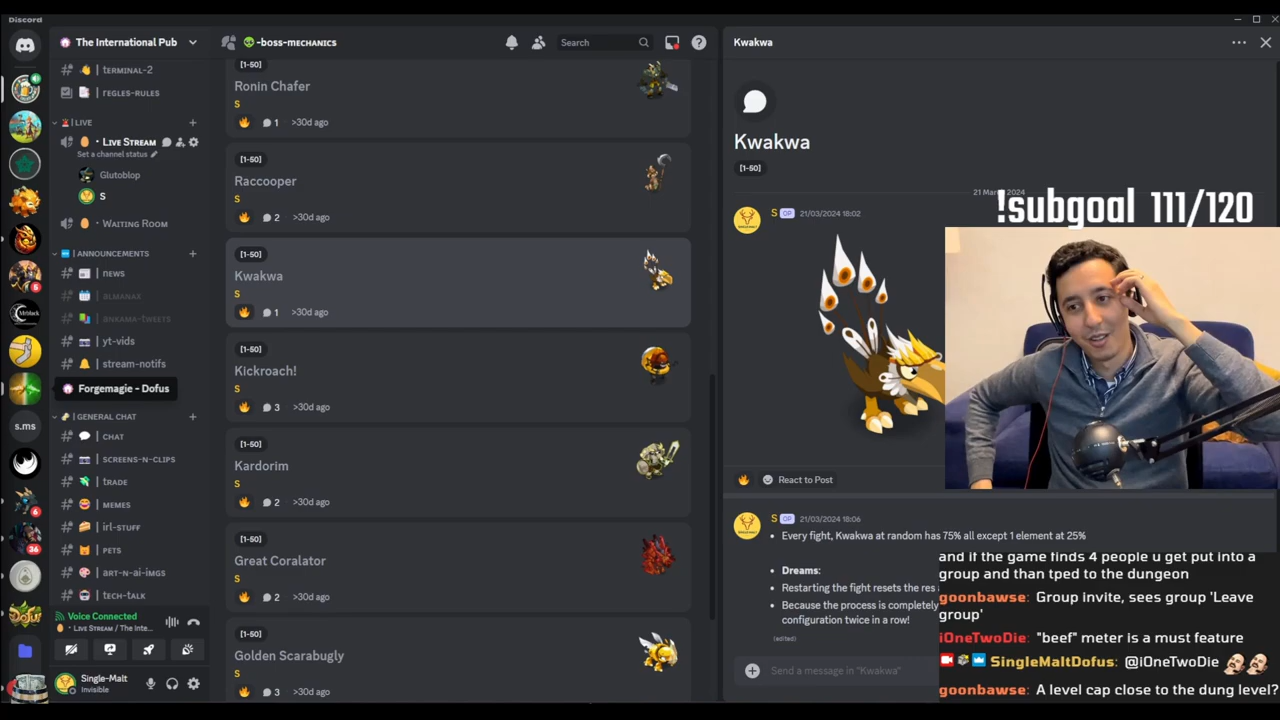 Discord
The International Pub
TERMINAL-2
REGLES-RULES
LIVE
LIVE STREAM
Set a channel status
Glutoblop
S
WAITING ROOM
ANNOUNCEMENTS
NEWS
ALMANAX
ANKAMA-TWEETS
YT-VIDS
STREAM-NOTIFS
Forgemagie - Dofus
GENERAL CHAT
CHAT
SCREENS-N-CLIPS
TRADE
MEMES
IRL-STUFF
PETS
ART-N-AI-IMGS
TECH-TALK
5
Mrblack
s.ms
6
36
Voice Connected
LIVE STREAM / The Inte...
Single-Malt
Invisible
-BOSS-MECHANICS
Search
[1-50]
Ronin Chafer
S
1 >30d ago
[1-50]
Raccooper
S
2 >30d ago
[1-50]
Kwakwa
S
1 >30d ago
[1-50]
Kickroach!
S
3 >30d ago
[1-50]
Kardorim
S
2 >30d ago
[1-50]
Great Coralator
S
2 >30d ago
[1-50]
Golden Scarabugly
S
3 >30d ago
Kwakwa
Kwakwa
[1-50]
21 March 2024
!subgoal 111/120
S OP 21/03/2024 18:02
React to Post
S OP 21/03/2024 18:06
Every fight, Kwakwa at random has 75% all except 1 element at 25%
Dreams:
Restarting the fight resets the res
Because the process is completely
configuration twice in a row!
(edited)
Send a message in "Kwakwa"
and if the game finds 4 people u get put into a
group and than tped to the dungeon
goonbawse: Group invite, sees group 'Leave
group'
iOneTwoDie: "beef" meter is a must feature
SingleMaltDofus: @iOneTwoDie
goonbawse: A level cap close to the dung level?